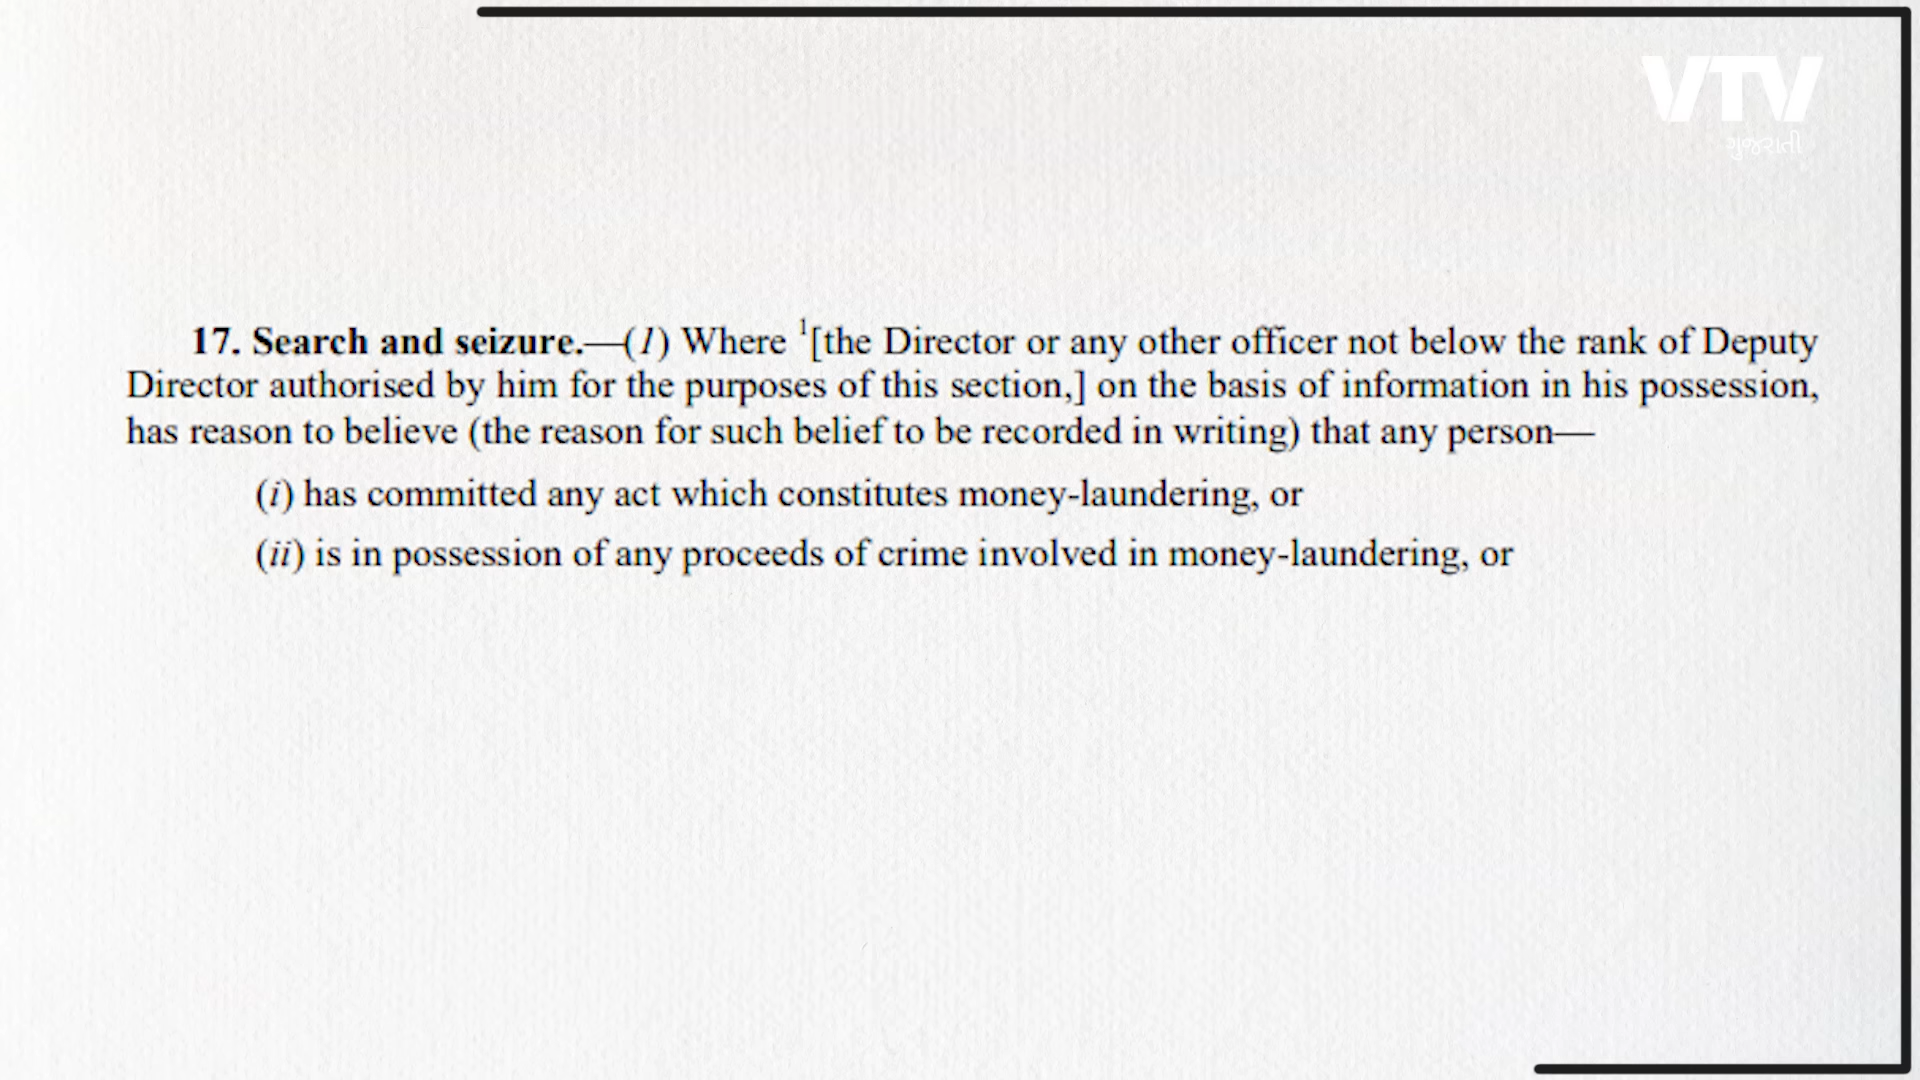 VTV
ગુજરાતી
17. Search and seizure.—(1) Where 1[the Director or any other officer not below the rank of Deputy
Director authorised by him for the purposes of this section,] on the basis of information in his possession,
has reason to believe (the reason for such belief to be recorded in writing) that any person—
(i) has committed any act which constitutes money-laundering, or
(ii) is in possession of any proceeds of crime involved in money-laundering, or